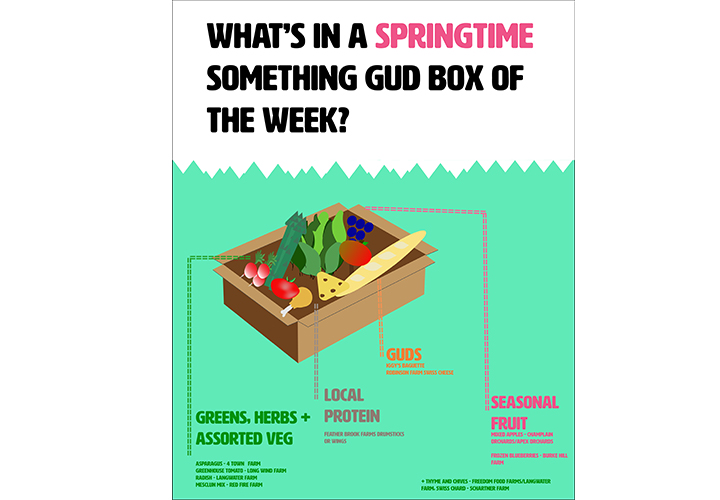 WHAT'S IN A SPRINGTIME
SOMETHING GUD BOX OF
THE WEEK?
GUDS
IGGY'S BAGUETTE
ROBINSON FARM SWISS CHEESE
LOCAL
PROTEIN
FEATHER BROOK FARMS DRUMSTICKS
OR WINGS
SEASONAL
FRUIT
MIXED APPLES - CHAMPLAIN
ORCHARDS/APEX ORCHARDS
FROZEN BLUEBERRIES - BURKE HILL
FARM
GREENS, HERBS +
ASSORTED VEG
ASPARAGUS - 4 TOWN FARM
GREENHOUSE TOMATO - LONG WIND FARM
RADISH - LANGWATER FARM
MESCLUN MIX - RED FIRE FARM
+ THYME AND CHIVES - FREEDOM FOOD FARMS/LANGWATER
FARM, SWISS CHARD - SCHARTNER FARM